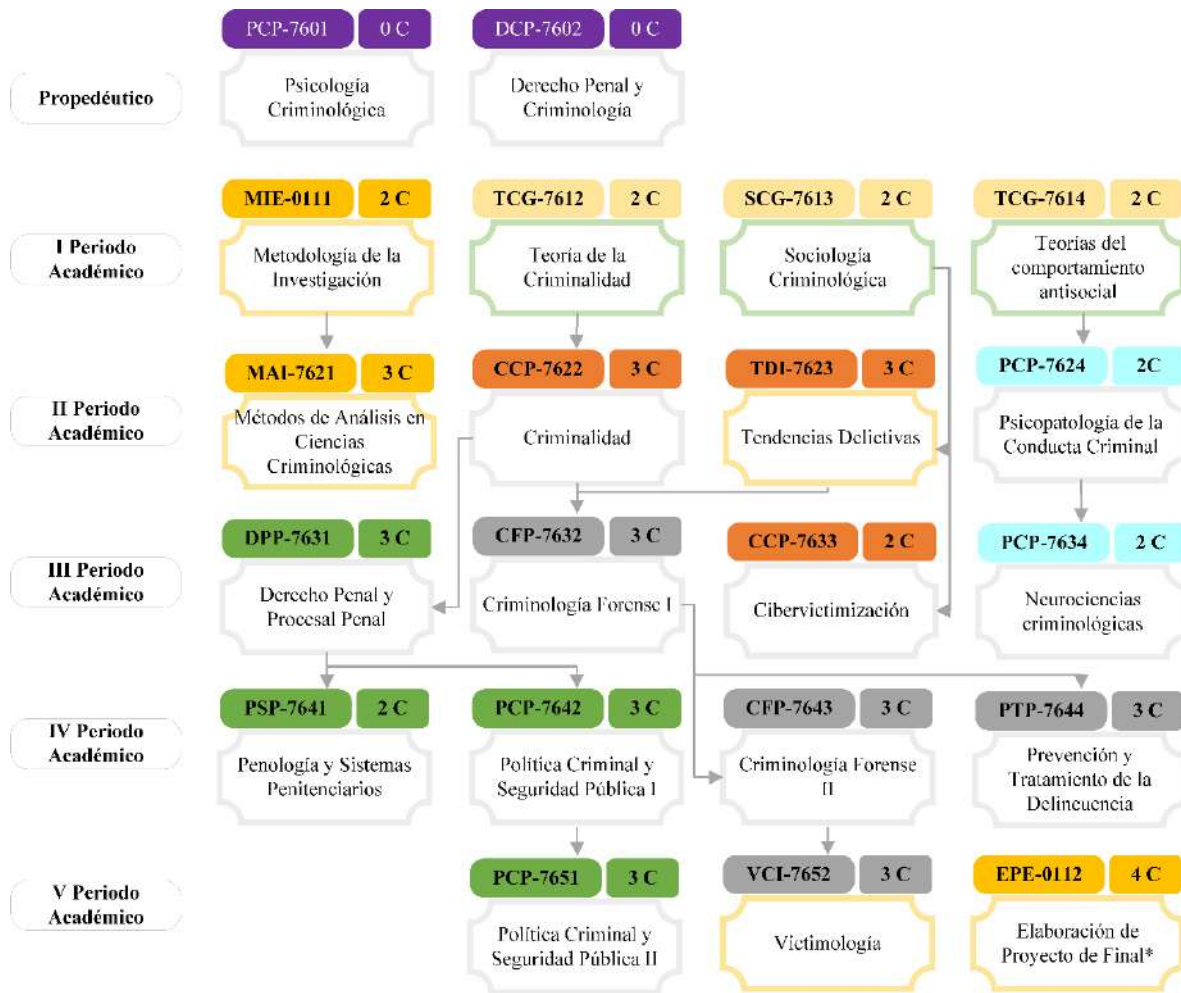 PCP-7601 0 C DCP-7602 0 C
Propedéutico
Psicología
Criminológica
Derecho Penal y
Criminología
MIE-0111 2 C TCG-7612 2 C SCG-7613 2 C TCG-7614 2 C
I Periodo
Académico
Metodología de la
Investigación
Teoría de la
Criminalidad
Sociología
Criminológica
Teorías del
comportamiento
antisocial
MAI-7621 3 C CCP-7622 3 C TDI-7623 3 C PCP-7624 2C
II Periodo
Académico
Métodos de Análisis en
Ciencias
Criminológicas
Criminalidad
Tendencias Delictivas
Psicopatología de la
Conducta Criminal
DPP-7631 3 C CFP-7632 3 C CCP-7633 2 C PCP-7634 2 C
III Periodo
Académico
Derecho Penal y
Procesal Penal
Criminología Forense I
Cibervictimización
Neurociencias
criminológicas
PSP-7641 2 C PCP-7642 3 C CFP-7643 3 C PTP-7644 3 C
IV Periodo
Académico
Penología y Sistemas
Penitenciarios
Política Criminal y
Seguridad Pública I
Criminología Forense
II
Prevención y
Tratamiento de la
Delincuencia
PCP-7651 3 C VCI-7652 3 C EPE-0112 4 C
V Periodo
Académico
Política Criminal y
Seguridad Pública II
Victimología
Elaboración de
Proyecto de Final*